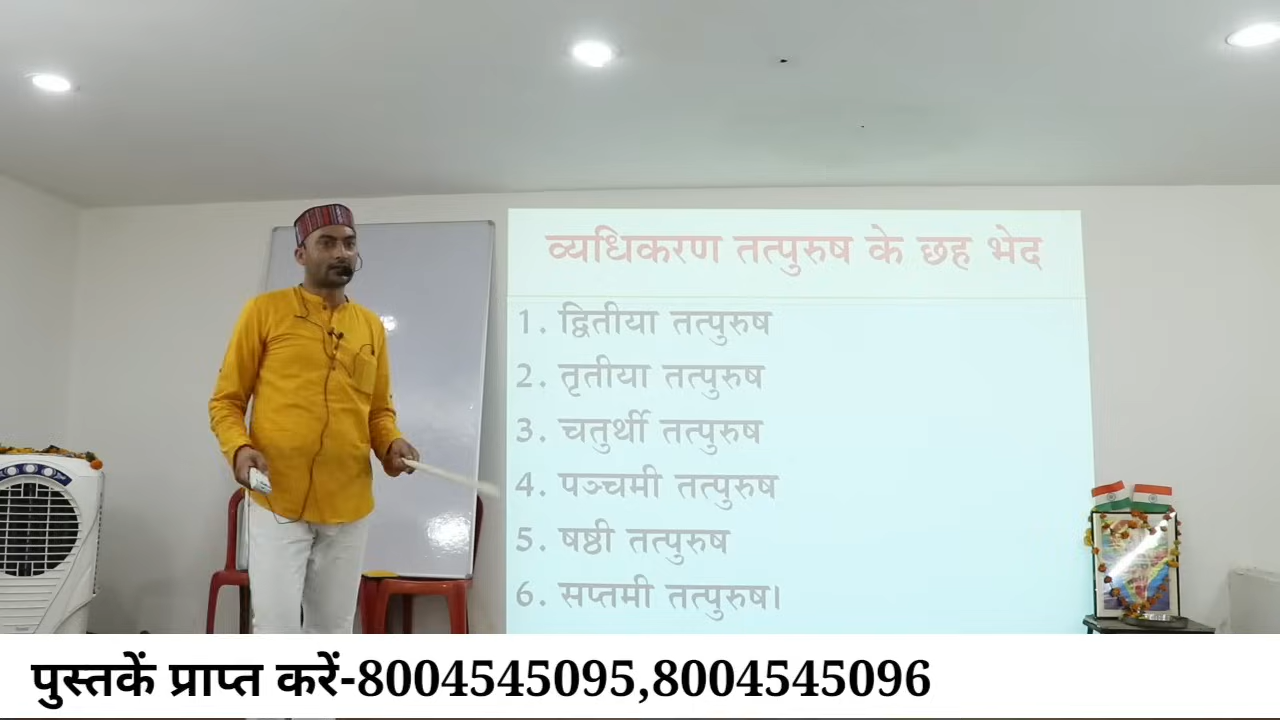 व्यधिकरण तत्पुरुष के छह भेद
1. द्वितीया तत्पुरुष
2. तृतीया तत्पुरुष
3. चतुर्थी तत्पुरुष
4. पञ्चमी तत्पुरुष
5. षष्ठी तत्पुरुष
6. सप्तमी तत्पुरुष।
पुस्तकें प्राप्त करें-8004545095,8004545096